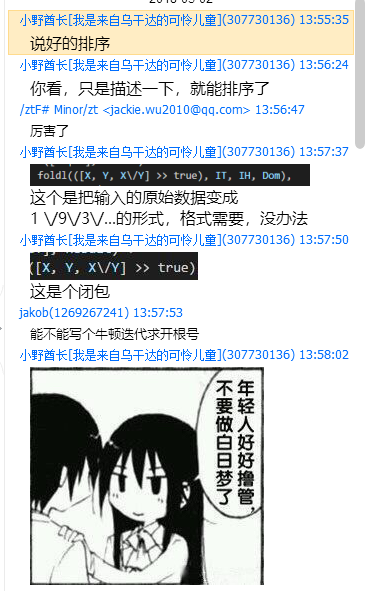 小野酋长[我是来自乌干达的可怜儿童](307730136) 13:55:35
说好的排序
小野酋长[我是来自乌干达的可怜儿童](307730136) 13:56:24
你看，只是描述一下，就能排序了
/ztF# Minor/zt <jackie.wu2010@qq.com> 13:56:47
厉害了
小野酋长[我是来自乌干达的可怜儿童](307730136) 13:57:37
foldl(([X, Y, X\/Y] >> true), IT, IH, Dom),
这个是把输入的原始数据变成
1 \/9\/3\/...的形式，格式需要，没办法
小野酋长[我是来自乌干达的可怜儿童](307730136) 13:57:50
([X, Y, X\/Y] >> true)
这是个闭包
jakob(1269267241) 13:57:53
能不能写个牛顿迭代求开根号
小野酋长[我是来自乌干达的可怜儿童](307730136) 13:58:02
年轻人好好撸管，
不要做白日梦了